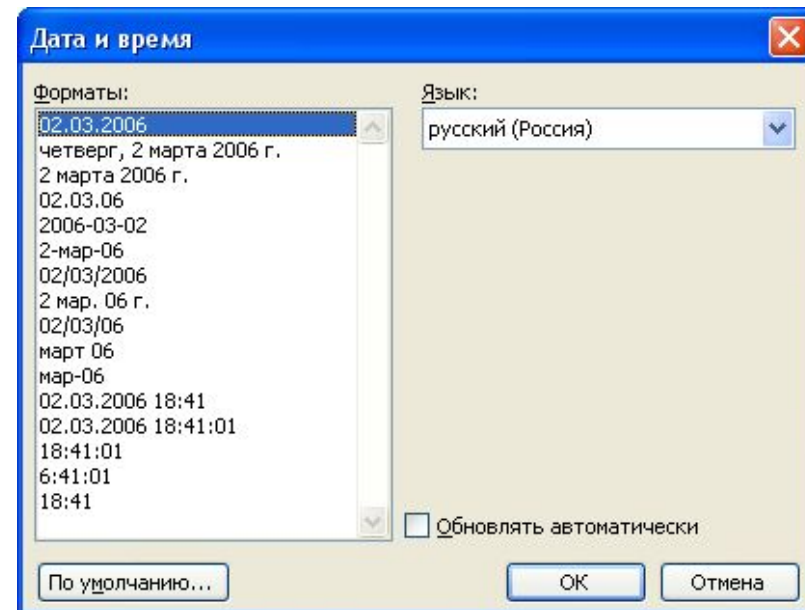 Дата и время
Форматы:
02.03.2006
четверг, 2 марта 2006 г.
2 марта 2006 г.
02.03.06
2006-03-02
2-мар-06
02/03/2006
2 мар. 06 г.
02/03/06
март 06
мар-06
02.03.2006 18:41
02.03.2006 18:41:01
18:41:01
6:41:01
18:41
Язык:
русский (Россия)
Обновлять автоматически
По умолчанию...
ОК
Отмена